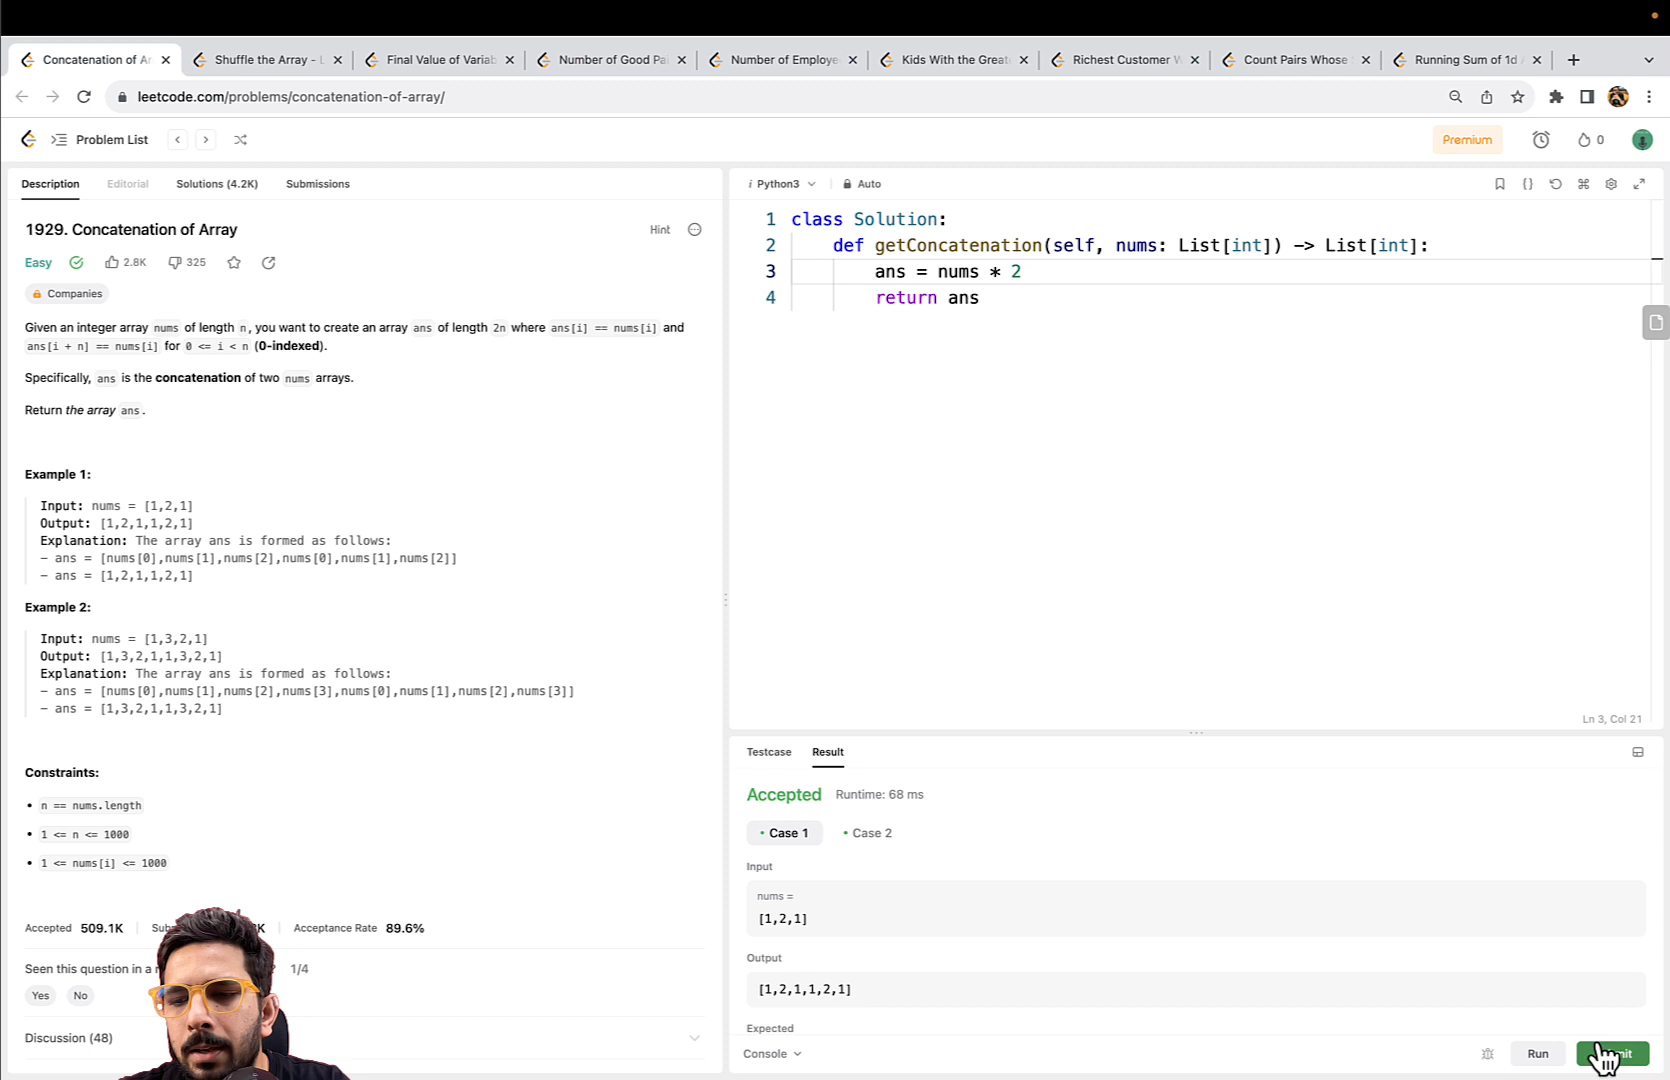 Concatenation of Ar
Shuffle the Array -
Final Value of Variab
Number of Good Pa
Number of Employe
Kids With the Great
Richest Customer W
Count Pairs Whose
Running Sum of 1d
leetcode.com/problems/concatenation-of-array/
Problem List
Premium
0
Description
Editorial
Solutions (4.2K)
Submissions
i Python3
Auto
1929. Concatenation of Array
Hint
Easy
2.8K
325
Companies
Given an integer array nums of length n, you want to create an array ans of length 2n where ans[i] == nums[i] and
ans[i + n] == nums[i] for 0 <= i < n (0-indexed).
Specifically, ans is the concatenation of two nums arrays.
Return the array ans.
Example 1:
Input: nums = [1,2,1]
Output: [1,2,1,1,2,1]
Explanation: The array ans is formed as follows:
- ans = [nums[0],nums[1],nums[2],nums[0],nums[1],nums[2]]
- ans = [1,2,1,1,2,1]
Example 2:
Input: nums = [1,3,2,1]
Output: [1,3,2,1,1,3,2,1]
Explanation: The array ans is formed as follows:
- ans = [nums[0],nums[1],nums[2],nums[3],nums[0],nums[1],nums[2],nums[3]]
- ans = [1,3,2,1,1,3,2,1]
Constraints:
• n == nums.length
• 1 <= n <= 1000
• 1 <= nums[i] <= 1000
Accepted 509.1K
Sub
K
Acceptance Rate 89.6%
Seen this question in a r
? 1/4
Yes
No
Discussion (48)
1 class Solution:
2 def getConcatenation(self, nums: List[int]) -> List[int]:
3 ans = nums * 2
4 return ans
Ln 3, Col 21
Testcase
Result
Accepted
Runtime: 68 ms
• Case 1
• Case 2
Input
nums =
[1,2,1]
Output
[1,2,1,1,2,1]
Expected
Console
Run